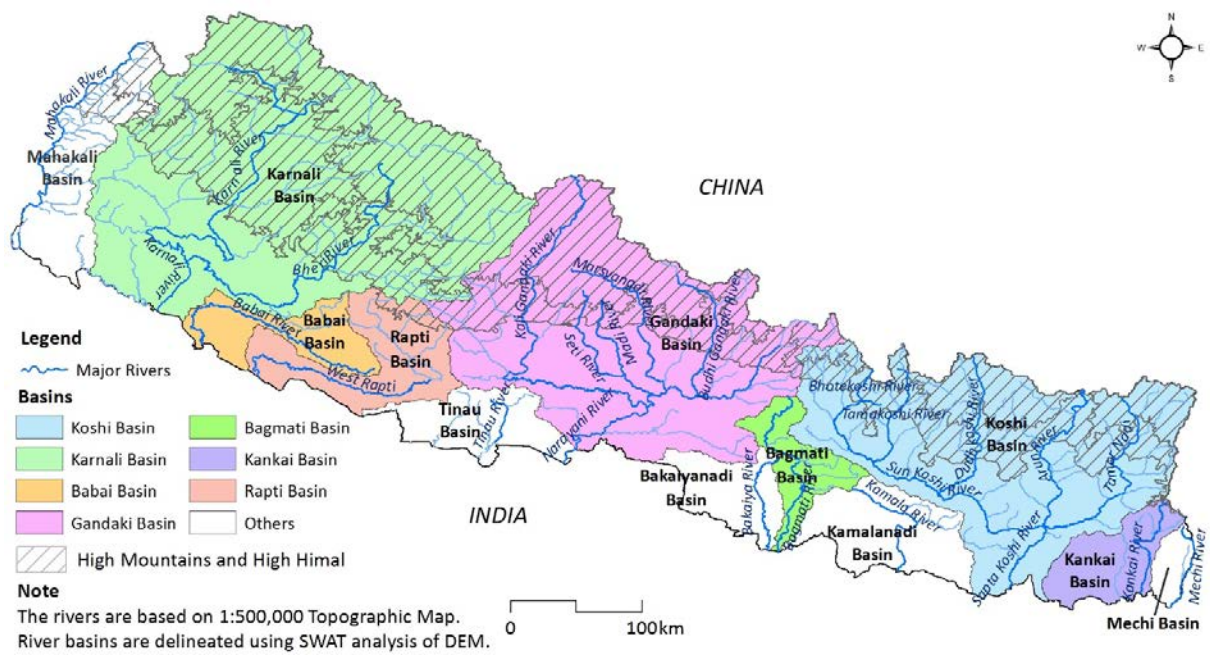 N
W
E
S
Mahakali River
Mahakali
Basin
Karnali River
Karnali
Basin
CHINA
Karnali
River
Bheri River
Kali Gandaki River
Marsyangdi River
Madi River
Seti River
Gandaki
Basin
Budhi Gandaki River
Babai River
Babai
Basin
Rapti
Basin
West Rapti
Tinau
Basin
Tinau River
Narayani River
Bhotekoshi River
Tamakoshi River
Dudh Koshi River
Koshi
Basin
Arun River
Tamor Nadi
Sun Koshi River
Bagmati
Basin
Bagmati River
Bakaiyanadi
Basin
Bakaiya River
Kamala River
Kamalanadi
Basin
Sapta Koshi River
Kankai
Basin
Kankai River
Mechi River
Mechi Basin
INDIA
Legend
Major Rivers
Basins
Koshi Basin
Bagmati Basin
Karnali Basin
Kankai Basin
Babai Basin
Rapti Basin
Gandaki Basin
Others
High Mountains and High Himal
Note
The rivers are based on 1:500,000 Topographic Map.
River basins are delineated using SWAT analysis of DEM.
0
100km